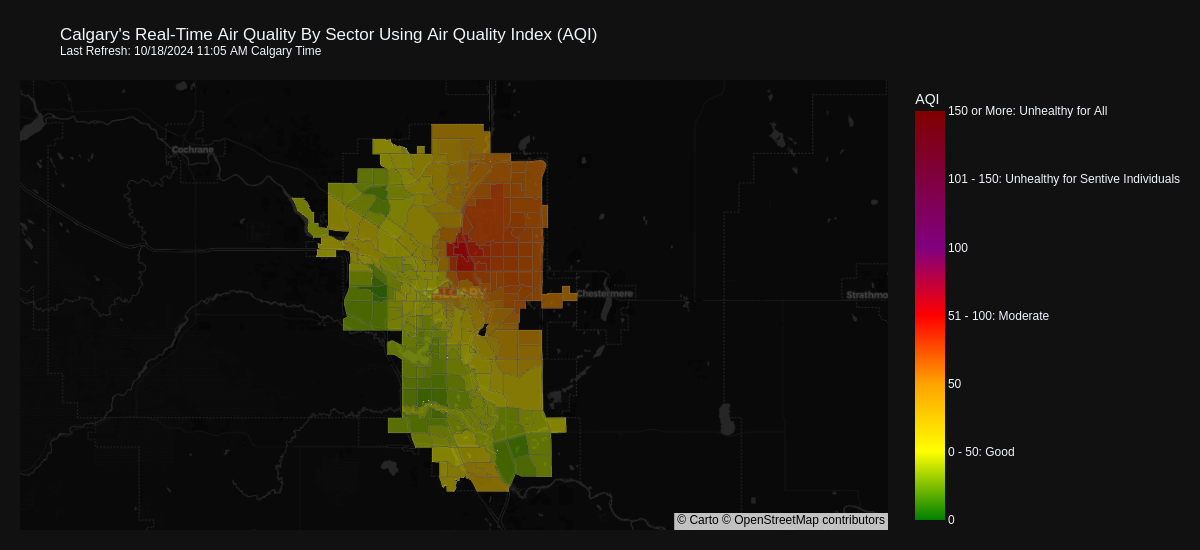 Calgary's Real-Time Air Quality By Sector Using Air Quality Index (AQI)
Last Refresh: 10/18/2024 11:05 AM Calgary Time
AQI
150 or More: Unhealthy for All
101 - 150: Unhealthy for Sentive Individuals
100
51 - 100: Moderate
50
0 - 50: Good
0
Cochrane
CALGARY
Chestermere
Strathmo
© Carto © OpenStreetMap contributors